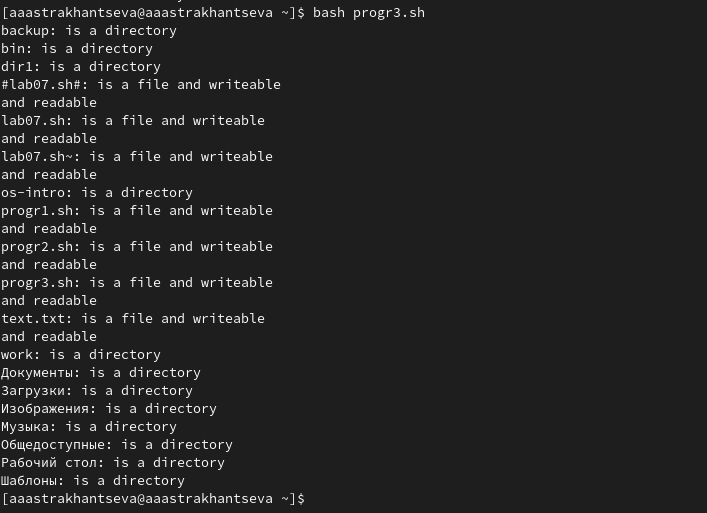 [aaastrakhantseva@aaastrakhantseva ~]$ bash progr3.sh
backup: is a directory
bin: is a directory
dir1: is a directory
#lab07.sh#: is a file and writeable
and readable
lab07.sh: is a file and writeable
and readable
lab07.sh~: is a file and writeable
and readable
os-intro: is a directory
progr1.sh: is a file and writeable
and readable
progr2.sh: is a file and writeable
and readable
progr3.sh: is a file and writeable
and readable
text.txt: is a file and writeable
and readable
work: is a directory
Документы: is a directory
Загрузки: is a directory
Изображения: is a directory
Музыка: is a directory
Общедоступные: is a directory
Рабочий стол: is a directory
Шаблоны: is a directory
[aaastrakhantseva@aaastrakhantseva ~]$